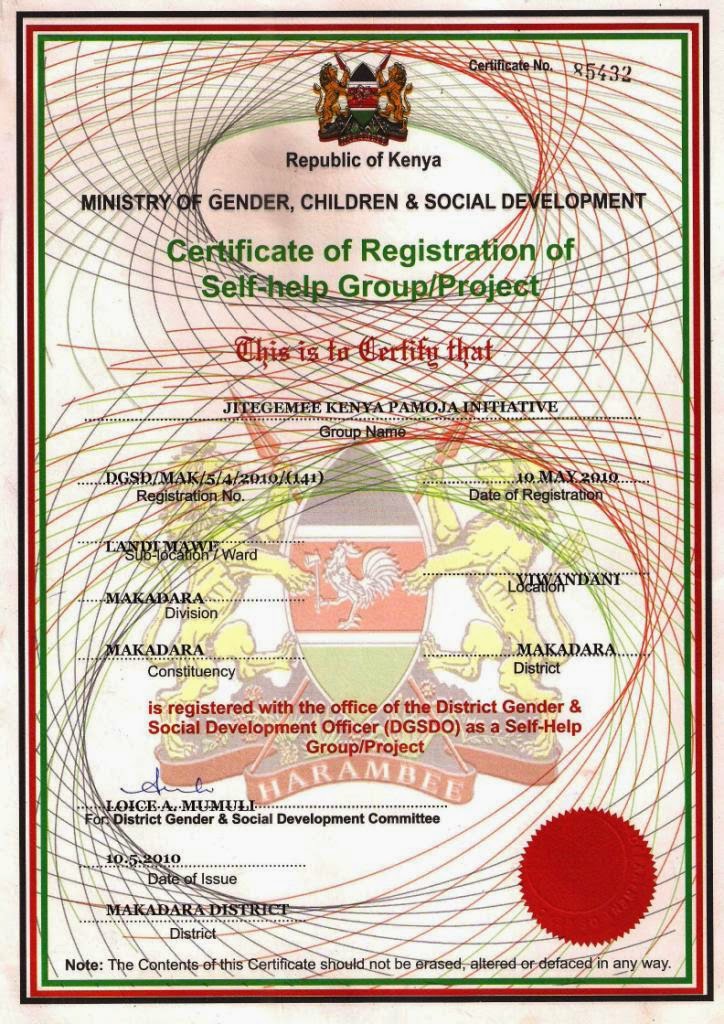 Certificate No. 85432
Republic of Kenya
MINISTRY OF GENDER, CHILDREN & SOCIAL DEVELOPMENT
Certificate of Registration of
Self-help Group/Project
This is to Certify that
JITEGEMEE KENYA PAMOJA INITIATIVE
Group Name
DGSD/MAK/5/4/2010/(141) 10 MAY 2010
Registration No. Date of Registration
LANDI MAWE
Sub-location / Ward
VIWANDANI
Location
MAKADARA
Division
MAKADARA MAKADARA
Constituency District
is registered with the office of the District Gender &
Social Development Officer (DGSDO) as a Self-Help
Group/Project
HARAMBEE
LOICE A. MUMULI
For: District Gender & Social Development Committee
10.5.2010
Date of Issue
MAKADARA DISTRICT
District
Note: The Contents of this Certificate should not be erased, altered or defaced in any way.